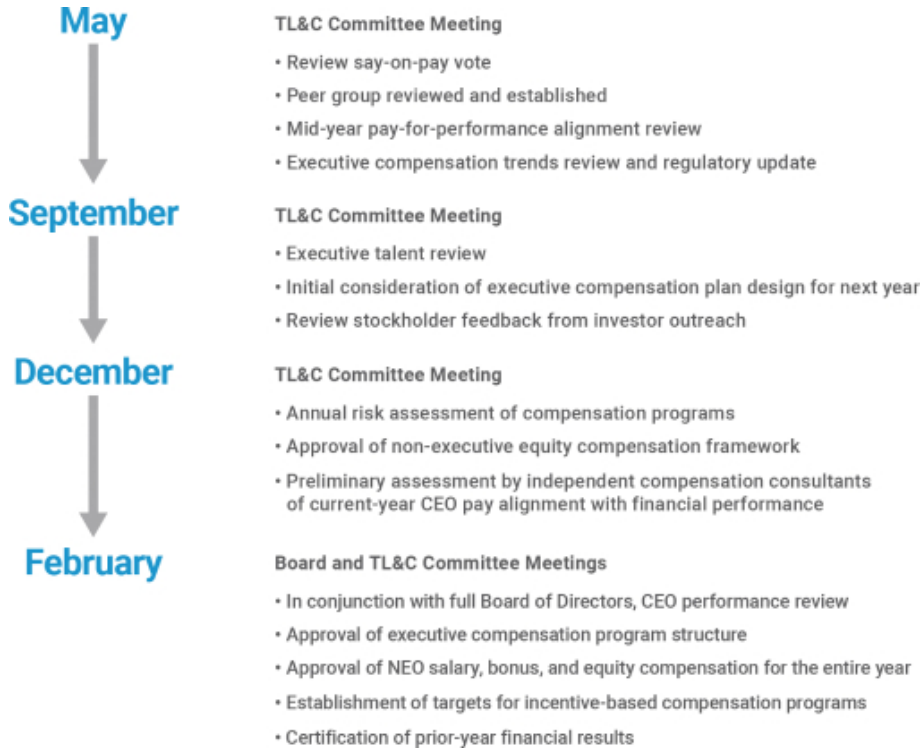 May
TL&C Committee Meeting
• Review say-on-pay vote
• Peer group reviewed and established
• Mid-year pay-for-performance alignment review
• Executive compensation trends review and regulatory update
September
TL&C Committee Meeting
• Executive talent review
• Initial consideration of executive compensation plan design for next year
• Review stockholder feedback from investor outreach
December
TL&C Committee Meeting
• Annual risk assessment of compensation programs
• Approval of non-executive equity compensation framework
• Preliminary assessment by independent compensation consultants
of current-year CEO pay alignment with financial performance
February
Board and TL&C Committee Meetings
• In conjunction with full Board of Directors, CEO performance review
• Approval of executive compensation program structure
• Approval of NEO salary, bonus, and equity compensation for the entire year
• Establishment of targets for incentive-based compensation programs
• Certification of prior-year financial results